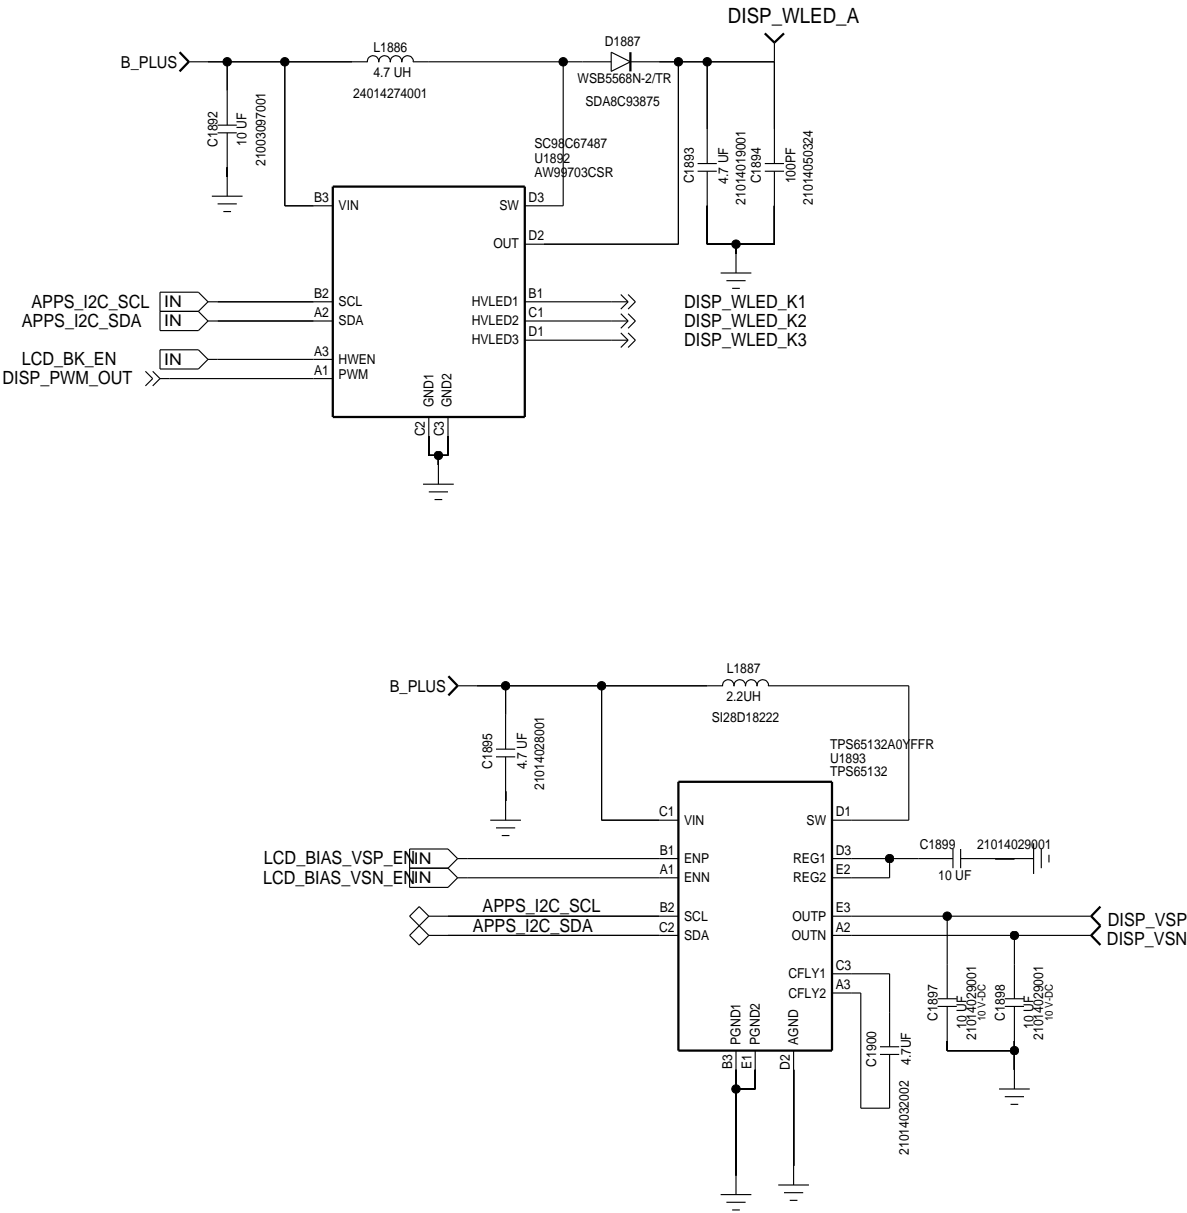 DISP_WLED_A
B_PLUS
L1886
4.7 UH
24014274001
D1887
WSB5568N-2/TR
SDA8C93875
C1892
10 UF
21003097001
SC98C67487
U1892
AW99703CSR
C1893
4.7 UF
21014019001
C1894
100PF
21014050324
B3
VIN
SW
D3
OUT
D2
APPS_I2C_SCL
IN
B2
SCL
HVLED1
B1
DISP_WLED_K1
APPS_I2C_SDA
IN
A2
SDA
HVLED2
C1
DISP_WLED_K2
HVLED3
D1
DISP_WLED_K3
LCD_BK_EN
IN
A3
HWEN
DISP_PWM_OUT
A1
PWM
GND1
GND2
C2
C3
B_PLUS
L1887
2.2UH
SI28D18222
C1895
4.7 UF
21014028001
TPS65132A0YFFR
U1893
TPS65132
C1
VIN
SW
D1
LCD_BIAS_VSP_EN
IN
B1
ENP
REG1
D3
C1899
21014029001
10 UF
LCD_BIAS_VSN_EN
IN
A1
ENN
REG2
E2
APPS_I2C_SCL
B2
SCL
OUTP
E3
DISP_VSP
APPS_I2C_SDA
C2
SDA
OUTN
A2
DISP_VSN
CFLY1
C3
CFLY2
A3
C1897
10 UF
21014029001
10 V-DC
C1898
10 UF
21014029001
10 V-DC
PGND1
PGND2
AGND
B3
E1
D2
C1900
4.7UF
21014032002